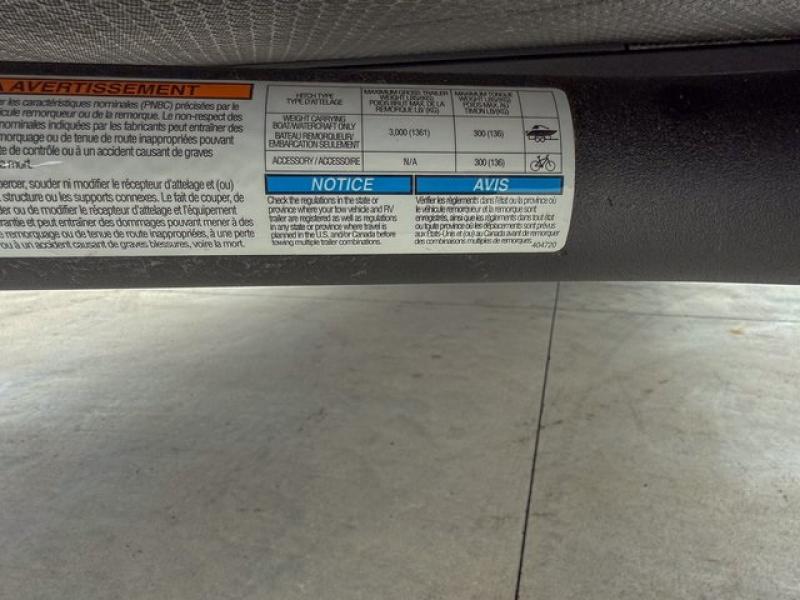 AVERTISSEMENT
er les caractéristiques nominales (PNBC) précisées par le
icule remorqueur ou de la remorque. Le non-respect des
nominales indiquées par les fabricants peut entraîner des
morquage ou de tenue de route inappropriées pouvant
te de contrôle ou à un accident causant de graves
mort.
percer, souder ni modifier le récepteur d'attelage et (ou)
structure ou les supports connexes. Le fait de couper, de
der ou de modifier le récepteur d'attelage et l'équipement
rantie et peut entraîner des dommages pouvant mener à des
remorquage ou de tenue de route inappropriées, à une perte
ou à un accident causant de graves blessures, voire la mort.
HITCH TYPE
TYPE D'ATTELAGE
MAXIMUM GROSS TRAILER
WEIGHT LBS/(KG)
POIDS BRUT MAX. DE LA
REMORQUE LB/(KG)
MAXIMUM TONGUE
WEIGHT LBS/(KG)
POIDS MAX. AU
TIMON LB/(KG)
WEIGHT CARRYING
BOAT/WATERCRAFT ONLY
BATEAU REMORQUEUR/
EMBARCATION SEULEMENT
3,000 (1361)
300 (136)
ACCESSORY / ACCESSOIRE
N/A
300 (136)
NOTICE
Check the regulations in the state or
province where your tow vehicle and RV
trailer are registered as well as regulations
in any state or province where travel is
planned in the U.S. and/or Canada before
towing multiple trailer combinations.
AVIS
Vérifier les règlements dans l'état ou la province où
le véhicule remorqueur et la remorque sont
enregistrés, ainsi que les règlements dans tout état
ou toute province où les déplacements sont prévus
aux États-Unis et (ou) au Canada avant de remorquer
des combinaisons multiples de remorques.
404720